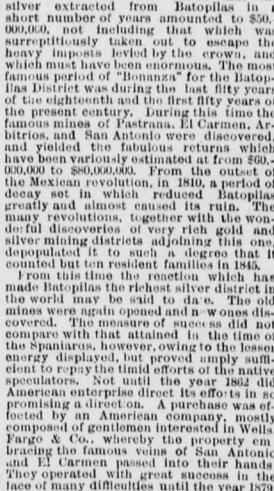 silver extracted from Batopilas in a
short number of years amounted to $50,-
000,000, not including that which was
surreptitiously taken out to escape the
heavy imposts levied by the crown, and
which must have been enormous. The most
famous period of "Bonanza" for the Batop-
ilas District was during the last fifty years
of the eighteenth and the first fifty years of
the present century. During this time the
famous mines of Pastrana, El Carmen, Ar-
bitrios, and San Antonio were discovered,
and yielded the fabulous returns which
have been variously estimated at from $60,-
000,000 to $80,000,000. From the outset of
the Mexican revolution, in 1810, a period of
decay set in which reduced Batopilas
greatly and almost caused its ruin. The
many revolutions, together with the won-
derful discoveries of very rich gold and
silver mining districts adjoining this one,
depopulated it to such a degree that it
counted but ten resident families in 1845.
From this time the reaction which has
made Batopilas the richest silver district in
the world may be said to date. The old
mines were again opened and new ones dis-
covered. The measure of success did not
compare with that attained in the time of
the Spaniards, however, owing to the lesser
energy displayed, but proved amply suffi-
cient to repay the timid efforts of the native
speculators. Not until the year 1862 did
American enterprise direct its efforts in so
promising a direction. A purchase was ef-
fected by an American company, mostly
composed of gentlemen interested in Wells,
Fargo & Co., whereby the property em-
bracing the famous veins of San Antonio
and El Carmen passed into their hands.
They operated with great success in the
face of many difficulties until the year 1879,